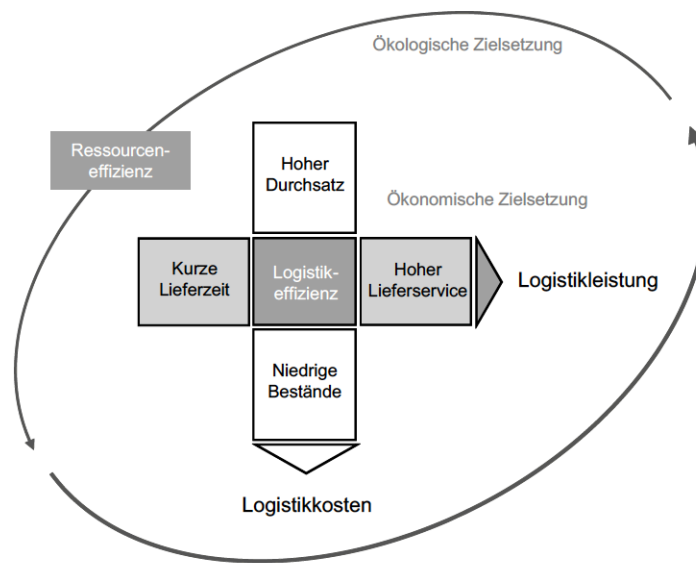 Ökologische Zielsetzung
Ressourcen-
effizienz
Hoher
Durchsatz
Ökonomische Zielsetzung
Kurze
Lieferzeit
Logistik-
effizienz
Hoher
Lieferservice
Logistikleistung
Niedrige
Bestände
Logistikkosten